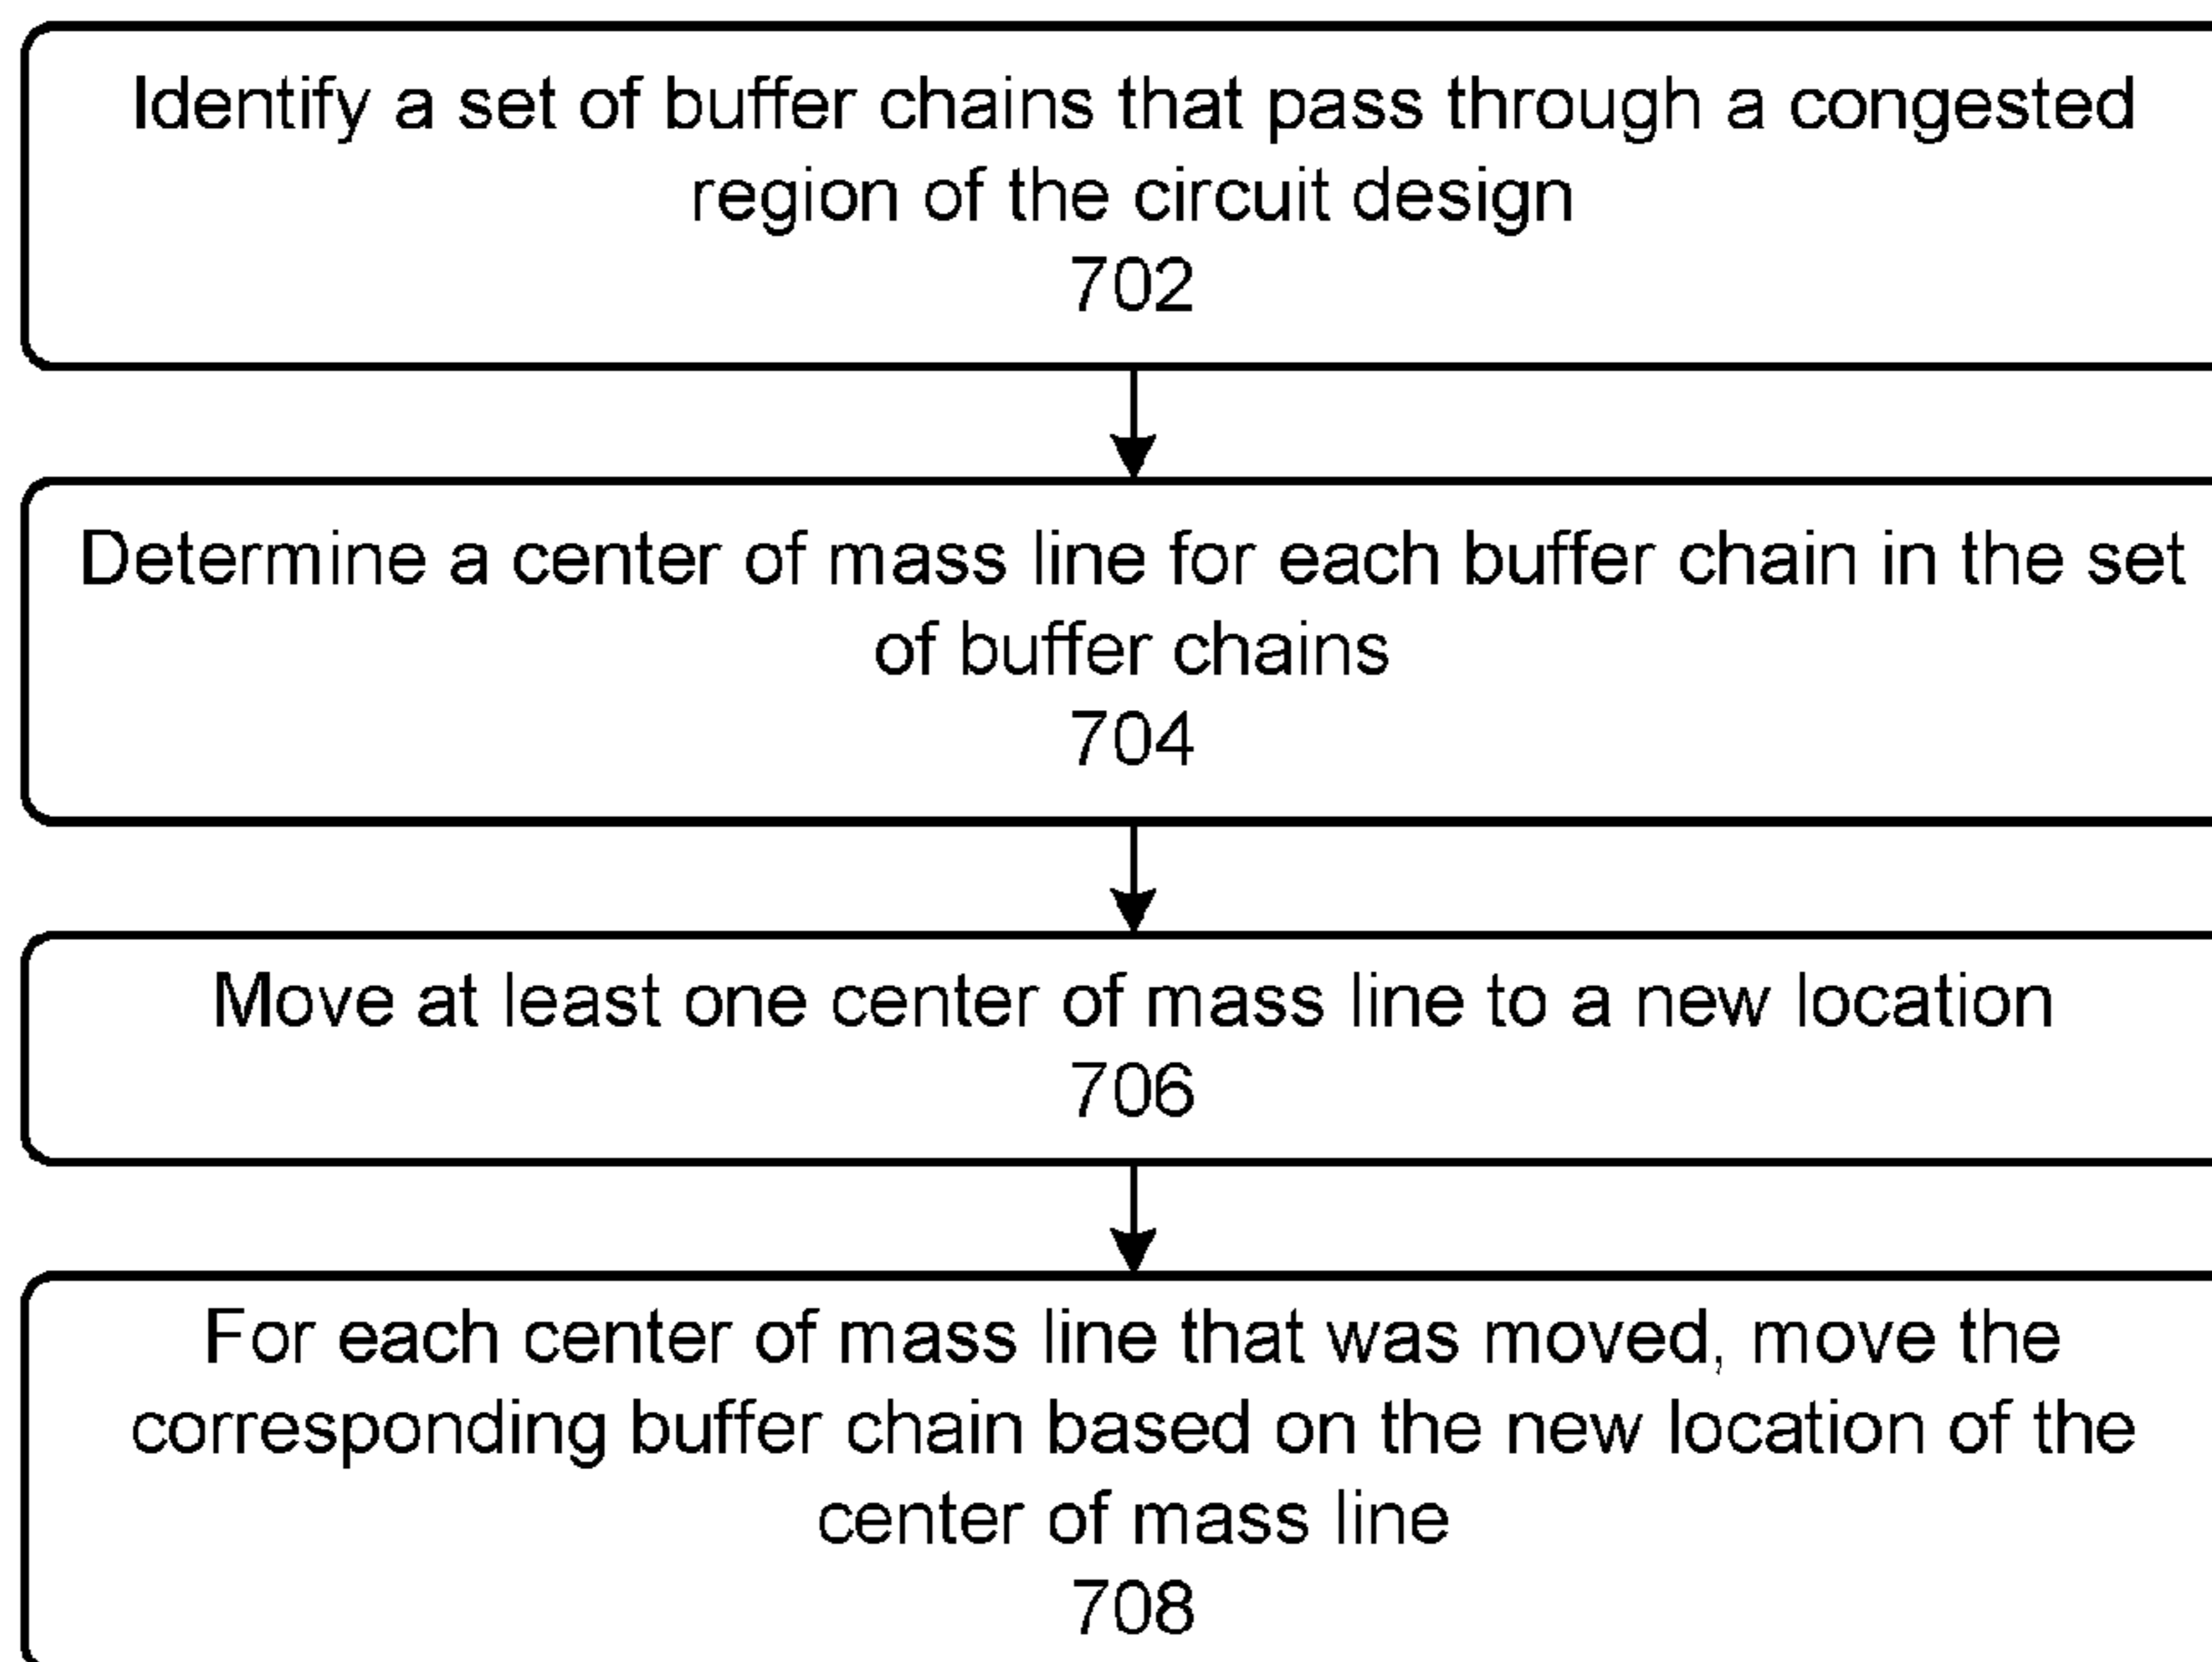 Identify a set of buffer chains that pass through a congested
region of the circuit design
702
Determine a center of mass line for each buffer chain in the set
of buffer chains
704
Move at least one center of mass line to a new location
706
For each center of mass line that was moved, move the
corresponding buffer chain based on the new location of the
center of mass line
708